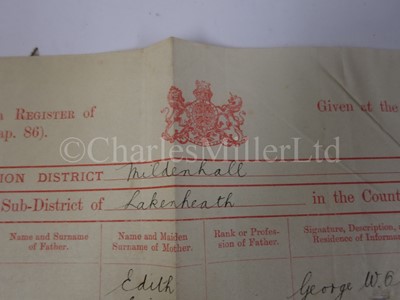 a REGISTER of
Given at the
ap. 86).
©CharlesMillerLtd
ION DISTRICT Mildenhall
Sub-District of Lakenheath in the Count
Name and Surname of Father.
Name and Maiden Surname of Mother.
Rank or Profes- sion of Father.
Signature, Description, Residence of Informa
Edith
George W.